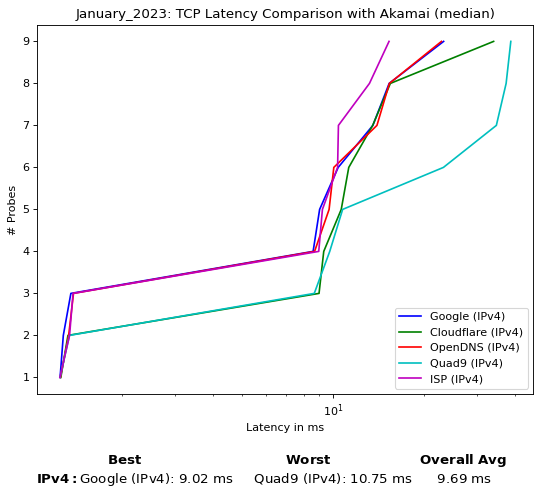 January_2023: TCP Latency Comparison with Akamai (median)
9
8
7
6
5
4
3
2
1
# Probes
Google (IPv4)
Cloudflare (IPv4)
OpenDNS (IPv4)
Quad9 (IPv4)
ISP (IPv4)
10^1
Latency in ms
Best Worst Overall Avg
IPv4: Google (IPv4): 9.02 ms Quad9 (IPv4): 10.75 ms 9.69 ms